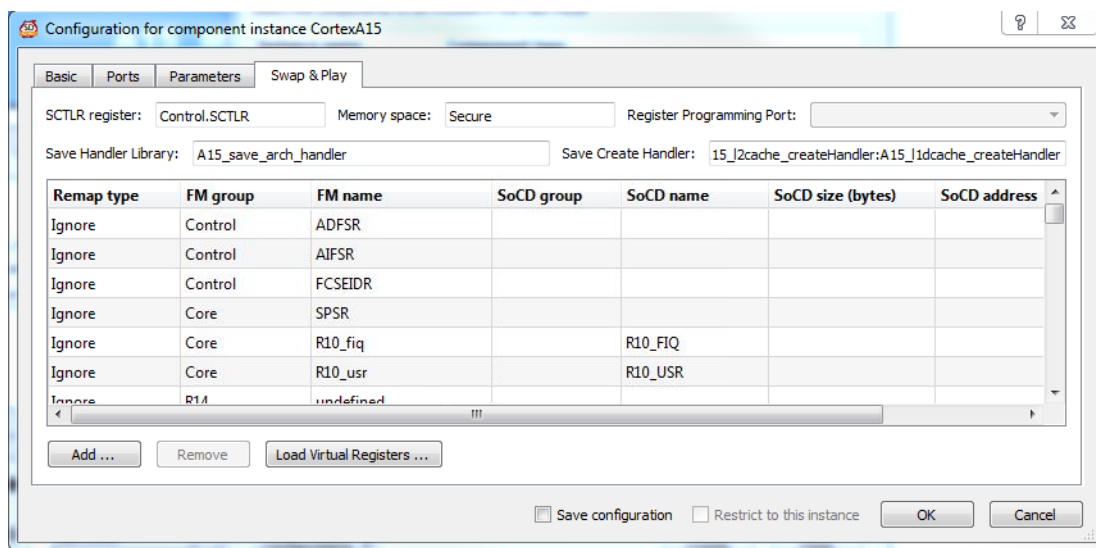 Configuration for component instance CortexA15
Basic Ports Parameters Swap & Play
SCTLR register: Control.SCTLR Memory space: Secure Register Programming Port:
Save Handler Library: A15_save_arch_handler Save Create Handler: 15_l2cache_createHandler:A15_l1dcache_createHandler
Remap type FM group FM name SoCD group SoCD name SoCD size (bytes) SoCD address
Ignore Control ADFSR
Ignore Control AIFSR
Ignore Control FCSEIDR
Ignore Core SPSR
Ignore Core R10_fiq R10_FIQ
Ignore Core R10_usr R10_USR
Ignore R14 undefined
Add ... Remove Load Virtual Registers ...
Save configuration Restrict to this instance OK Cancel